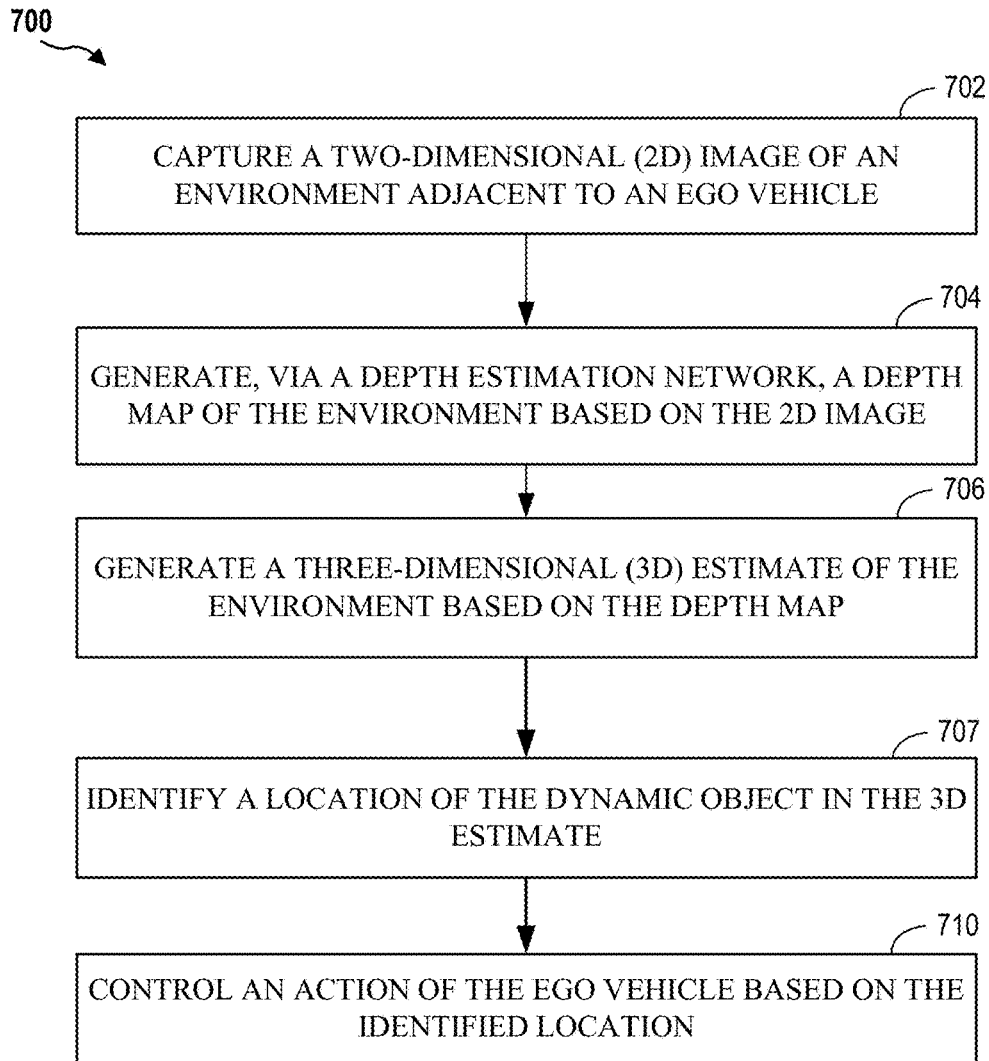 700
702
CAPTURE A TWO-DIMENSIONAL (2D) IMAGE OF AN
ENVIRONMENT ADJACENT TO AN EGO VEHICLE
704
GENERATE, VIA A DEPTH ESTIMATION NETWORK, A DEPTH
MAP OF THE ENVIRONMENT BASED ON THE 2D IMAGE
706
GENERATE A THREE-DIMENSIONAL (3D) ESTIMATE OF THE
ENVIRONMENT BASED ON THE DEPTH MAP
707
IDENTIFY A LOCATION OF THE DYNAMIC OBJECT IN THE 3D
ESTIMATE
710
CONTROL AN ACTION OF THE EGO VEHICLE BASED ON THE
IDENTIFIED LOCATION